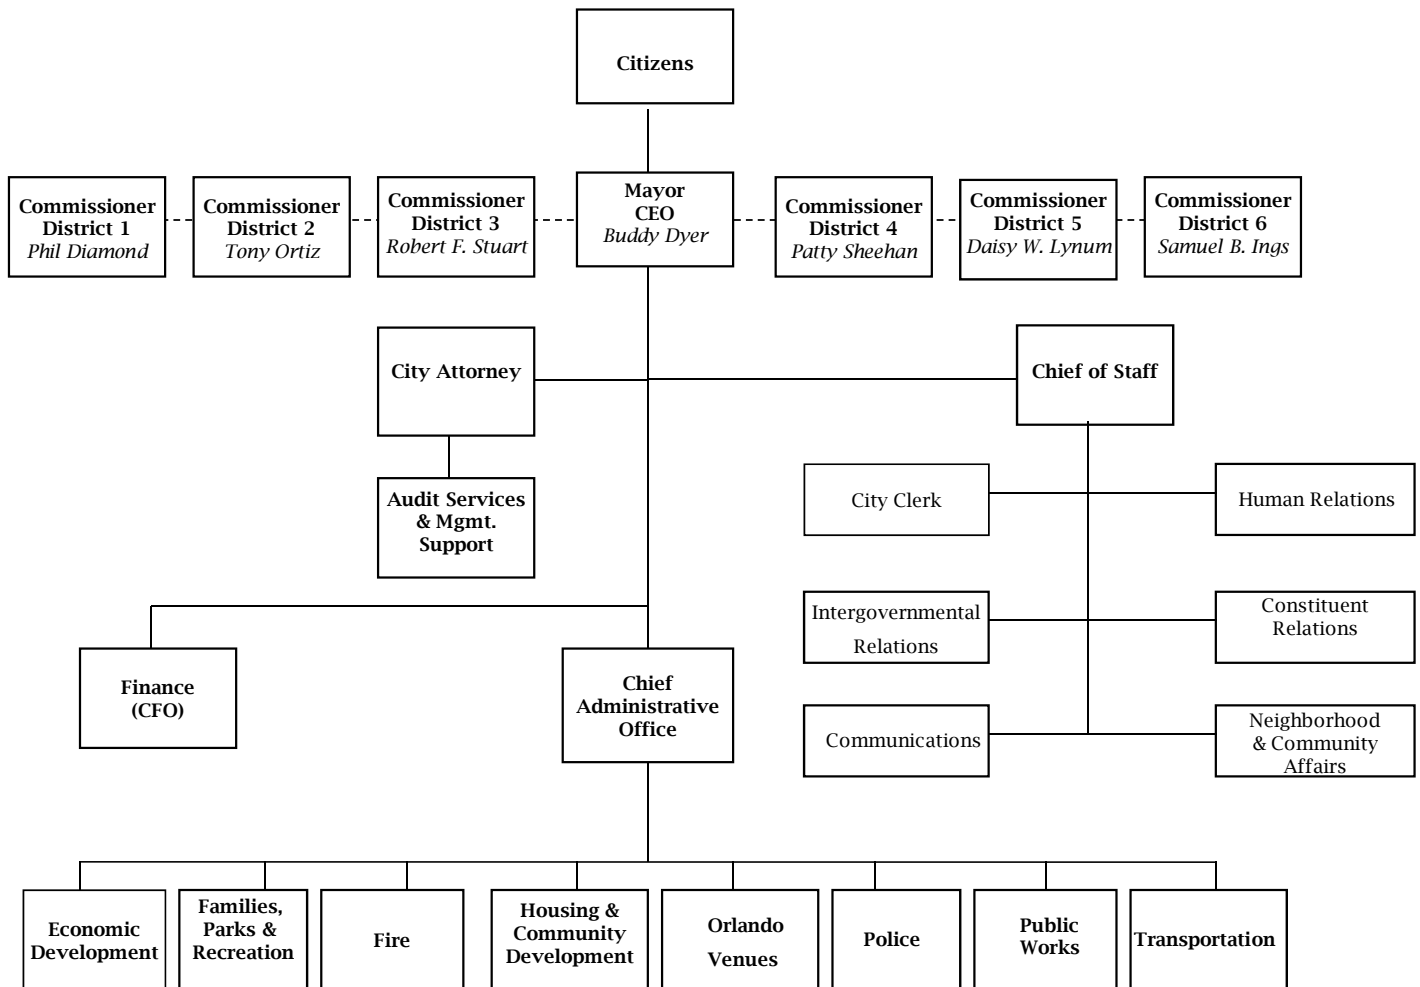 Citizens
Commissioner
District 1
Phil Diamond
Commissioner
District 2
Tony Ortiz
Commissioner
District 3
Robert F. Stuart
Mayor
CEO
Buddy Dyer
Commissioner
District 4
Patty Sheehan
Commissioner
District 5
Daisy W. Lynum
Commissioner
District 6
Samuel B. Ings
City Attorney
Chief of Staff
Audit Services
& Mgmt.
Support
City Clerk
Human Relations
Intergovernmental
Relations
Constituent
Relations
Finance
(CFO)
Chief
Administrative
Office
Communications
Neighborhood
& Community
Affairs
Economic
Development
Families,
Parks &
Recreation
Fire
Housing &
Community
Development
Orlando
Venues
Police
Public
Works
Transportation